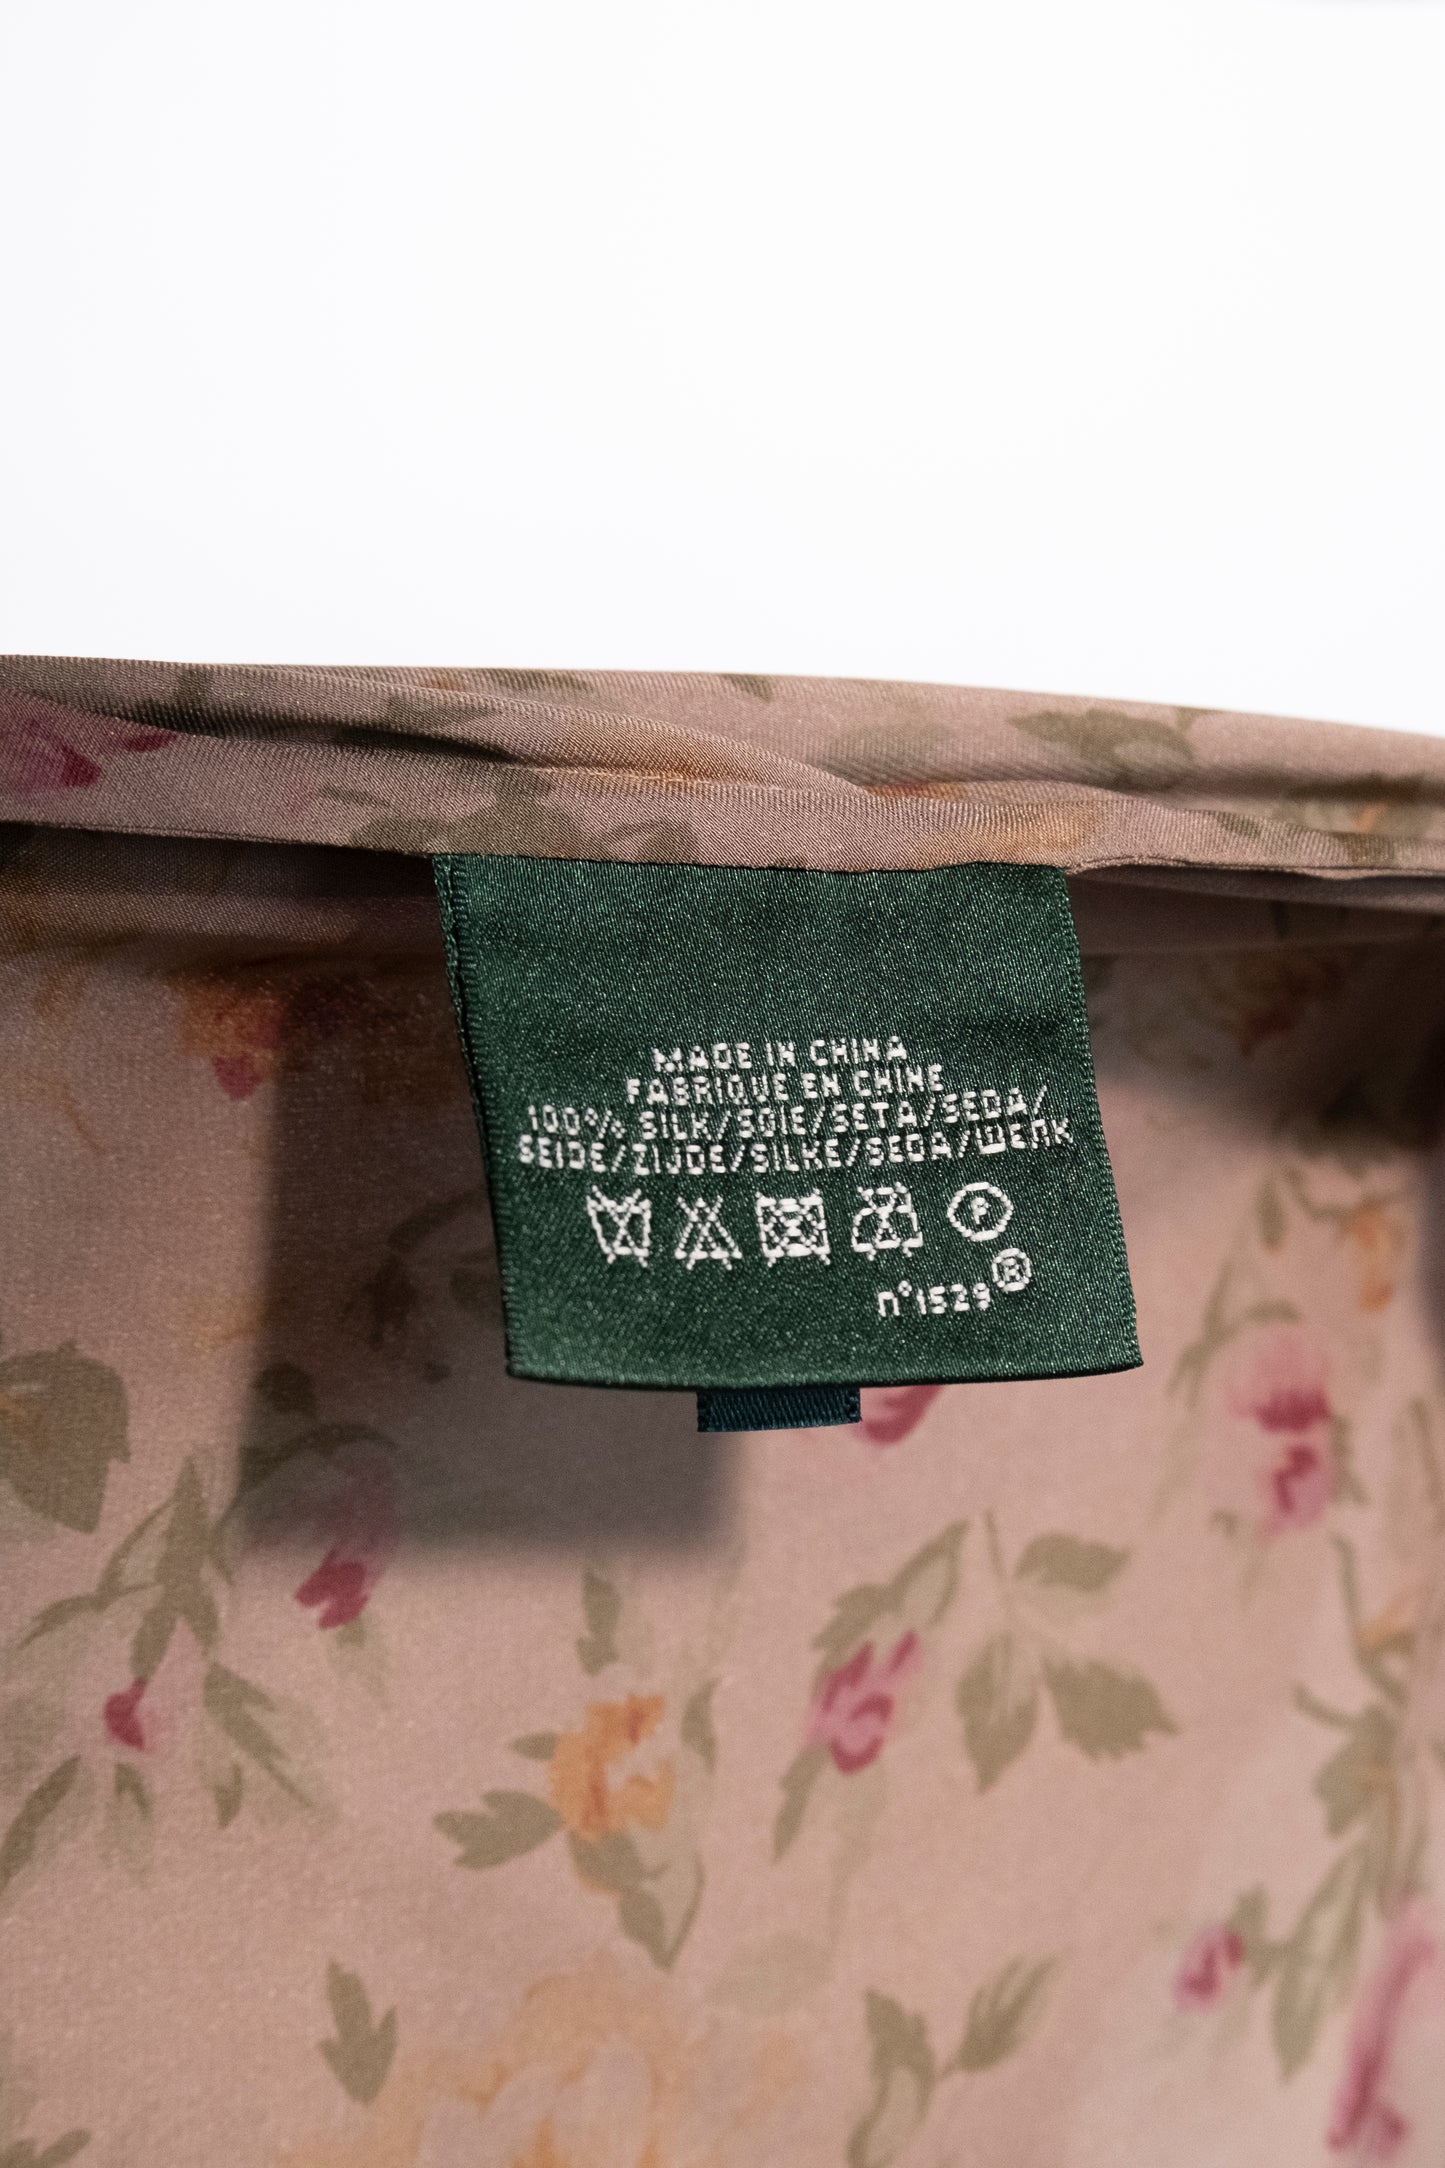 MADE IN CHINA
FABRIQUE EN CHINE
100% SILK/SOIE/SETA/SEDA/
SEIDE/ZIJDE/SILKE/SEDA/Шелк
P
n°1529®